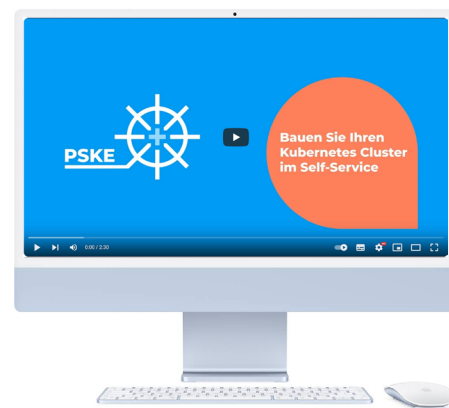 PSKE
Bauen Sie Ihren
Kubernetes Cluster
im Self-Service
0:00 / 2:30